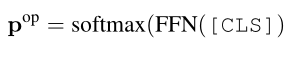 p^op = softmax(FFN([CLS])